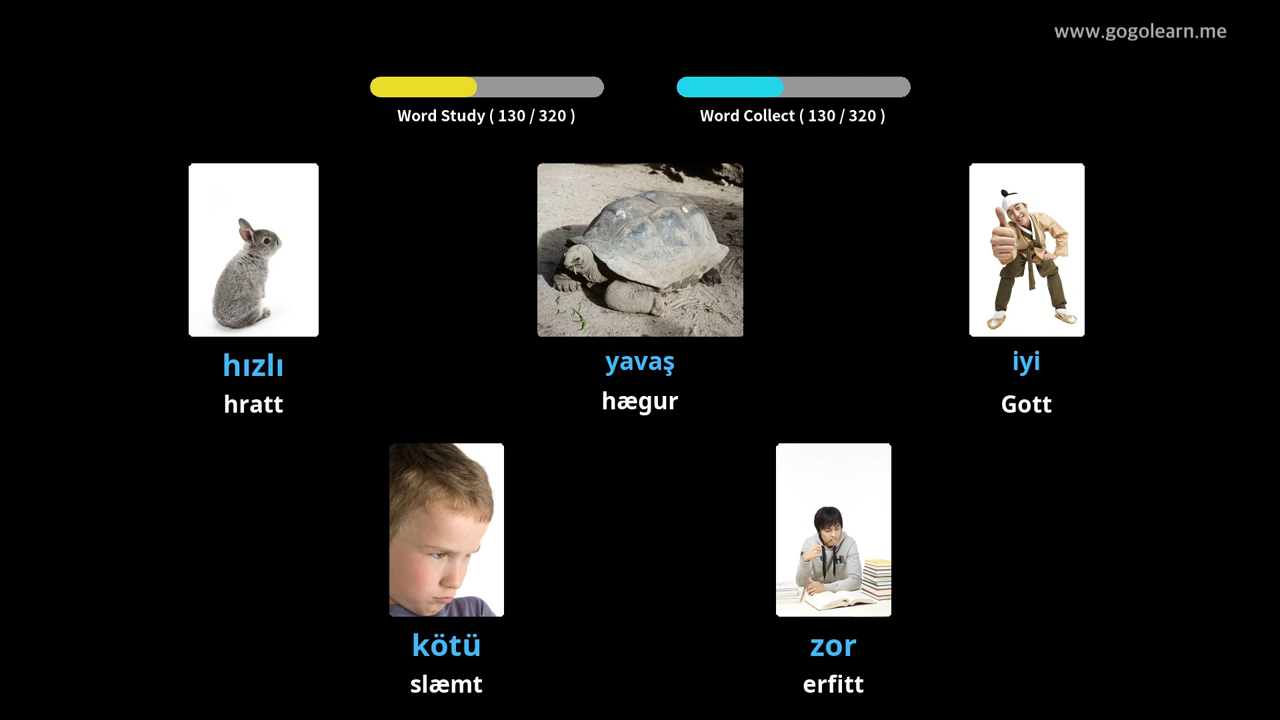 www.gogolearn.me
Word Study ( 130 / 320 )
Word Collect ( 130 / 320 )
hızlı
hratt
yavaş
hægur
iyi
Gott
kötü
slæmt
zor
erfitt